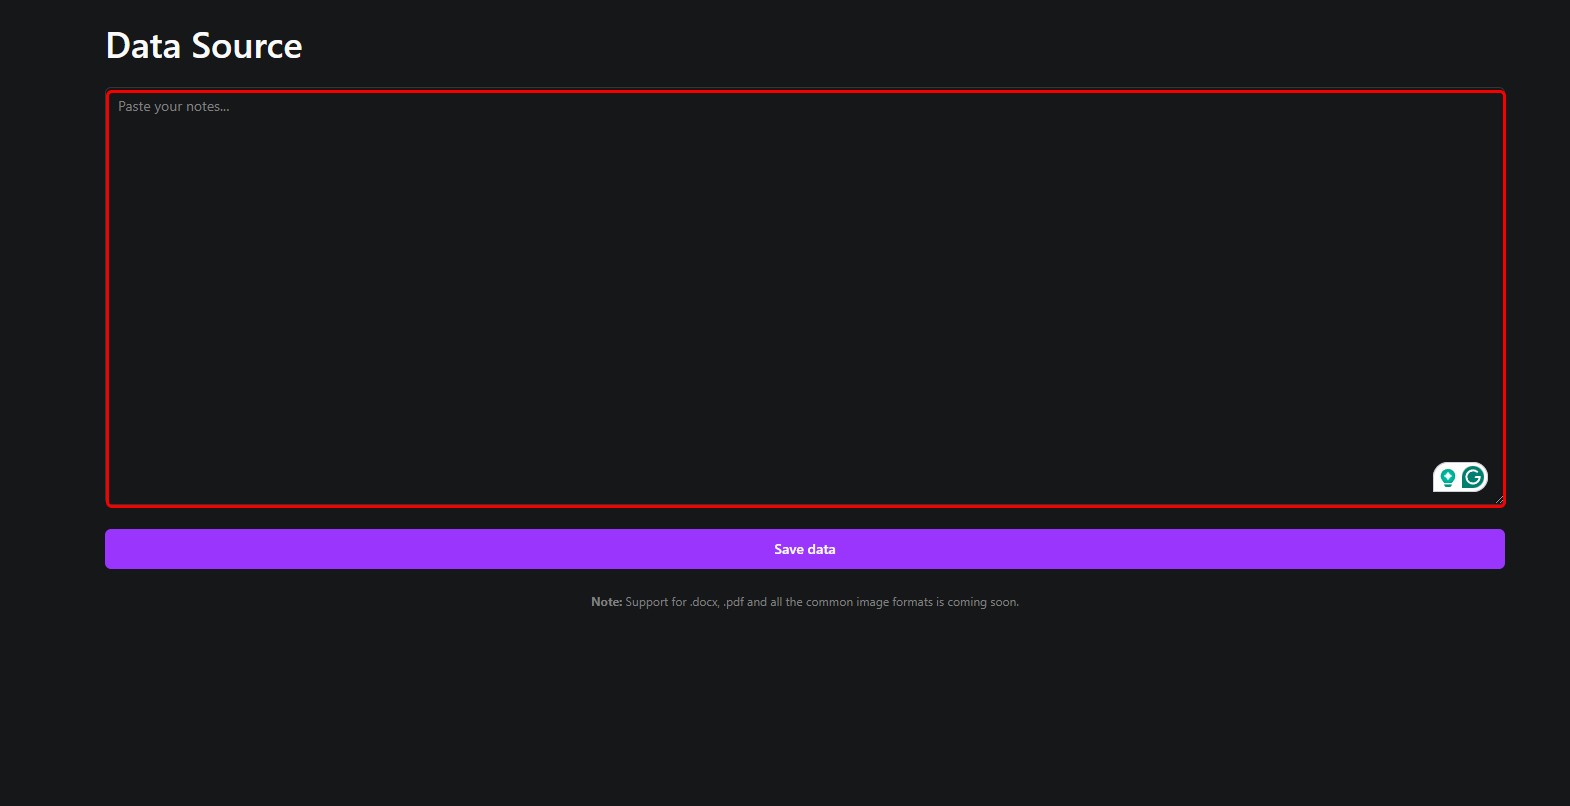 Data Source
Paste your notes...
Save data
Note: Support for .docx, .pdf and all the common image formats is coming soon.